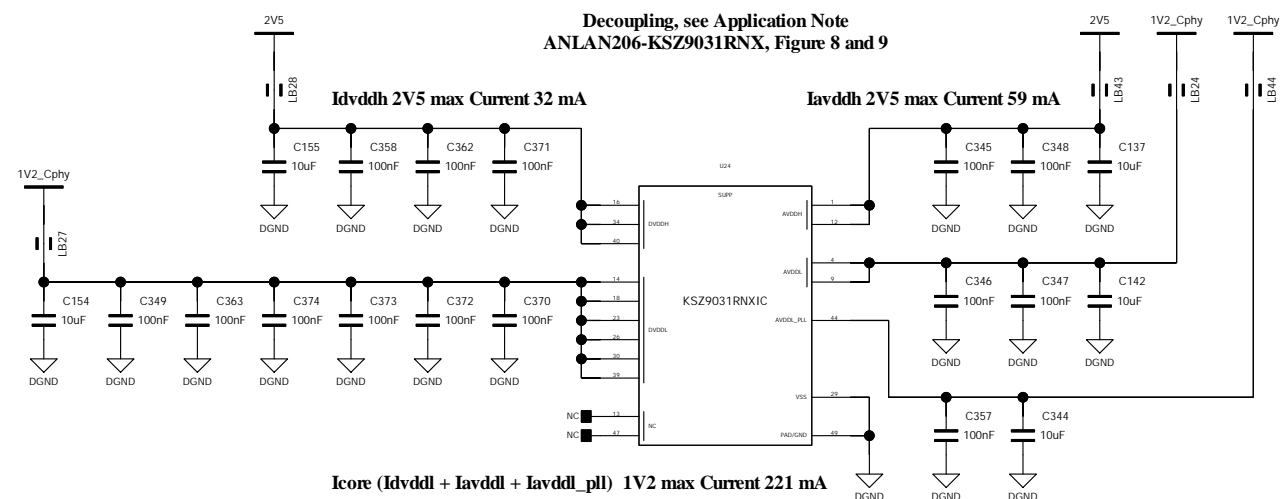 Decoupling, see Application Note
ANLAN206-KSZ9031RNX, Figure 8 and 9
2V5
2V5
1V2_Cphy
1V2_Cphy
LB28
LB43
LB24
LB44
Idvddh 2V5 max Current 32 mA
Iavddh 2V5 max Current 59 mA
C155
10uF
C358
100nF
C362
100nF
C371
100nF
C345
100nF
C348
100nF
C137
10uF
DGND
DGND
DGND
DGND
DGND
DGND
DGND
1V2_Cphy
LB27
U24
SUPP
16
34
40
DVDDH
1
12
AVDDH
4
9
AVDDL
14
18
23
26
30
39
DVDDL
KSZ9031RNXIC
AVDDL_PLL
44
C154
10uF
C349
100nF
C363
100nF
C374
100nF
C373
100nF
C372
100nF
C370
100nF
C346
100nF
C347
100nF
C142
10uF
DGND
DGND
DGND
DGND
DGND
DGND
DGND
DGND
DGND
DGND
VSS
29
NC
13
NC
47
NC
PAD/GND
49
C357
100nF
C344
10uF
DGND
DGND
DGND
Icore (Idvddl + Iavddl + Iavddl_pll) 1V2 max Current 221 mA